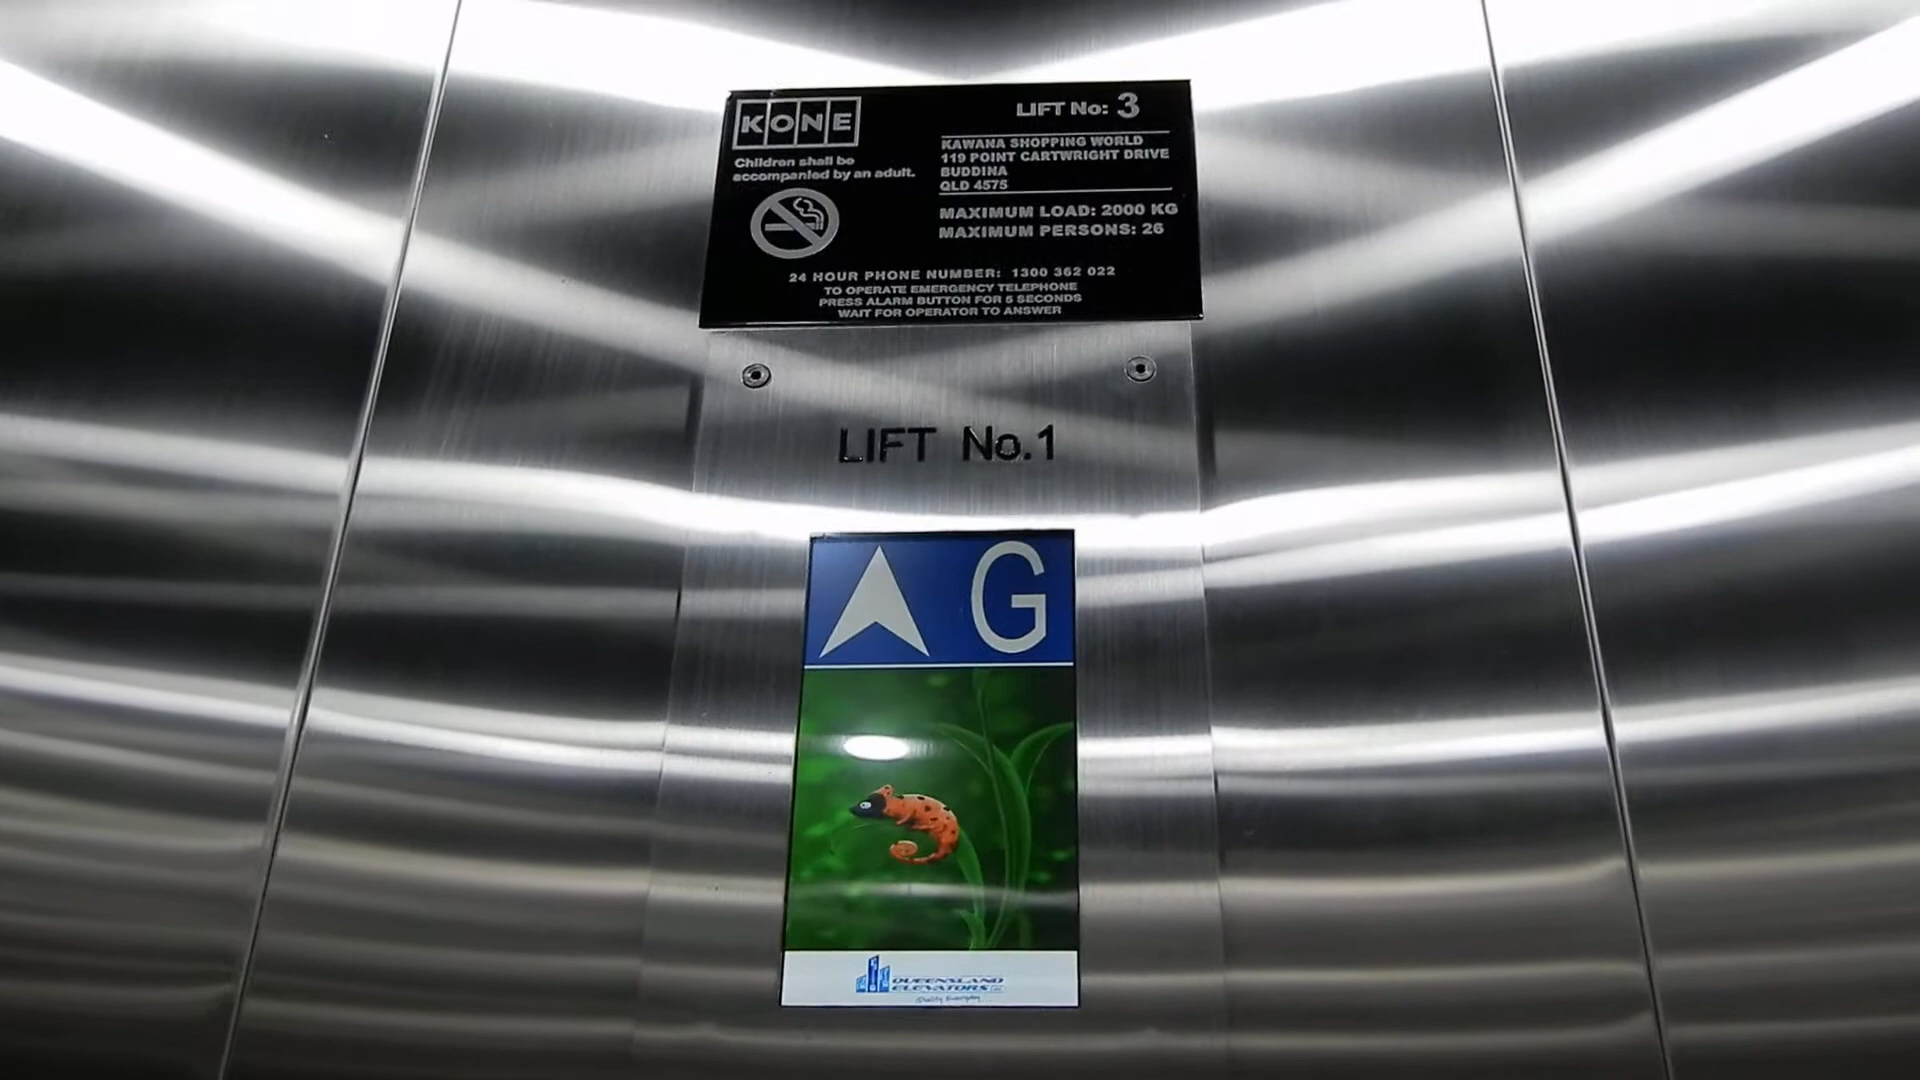 KONE
LIFT No: 3
Children shall be
accompanied by an adult.
KAWANA SHOPPING WORLD
119 POINT CARTWRIGHT DRIVE
BUDDINA
QLD 4575
MAXIMUM LOAD: 2000 KG
MAXIMUM PERSONS: 26
24 HOUR PHONE NUMBER: 1300 362 022
TO OPERATE EMERGENCY TELEPHONE
PRESS ALARM BUTTON FOR 5 SECONDS
WAIT FOR OPERATOR TO ANSWER
LIFT No.1
G
QUEENSLAND
ELEVATORS